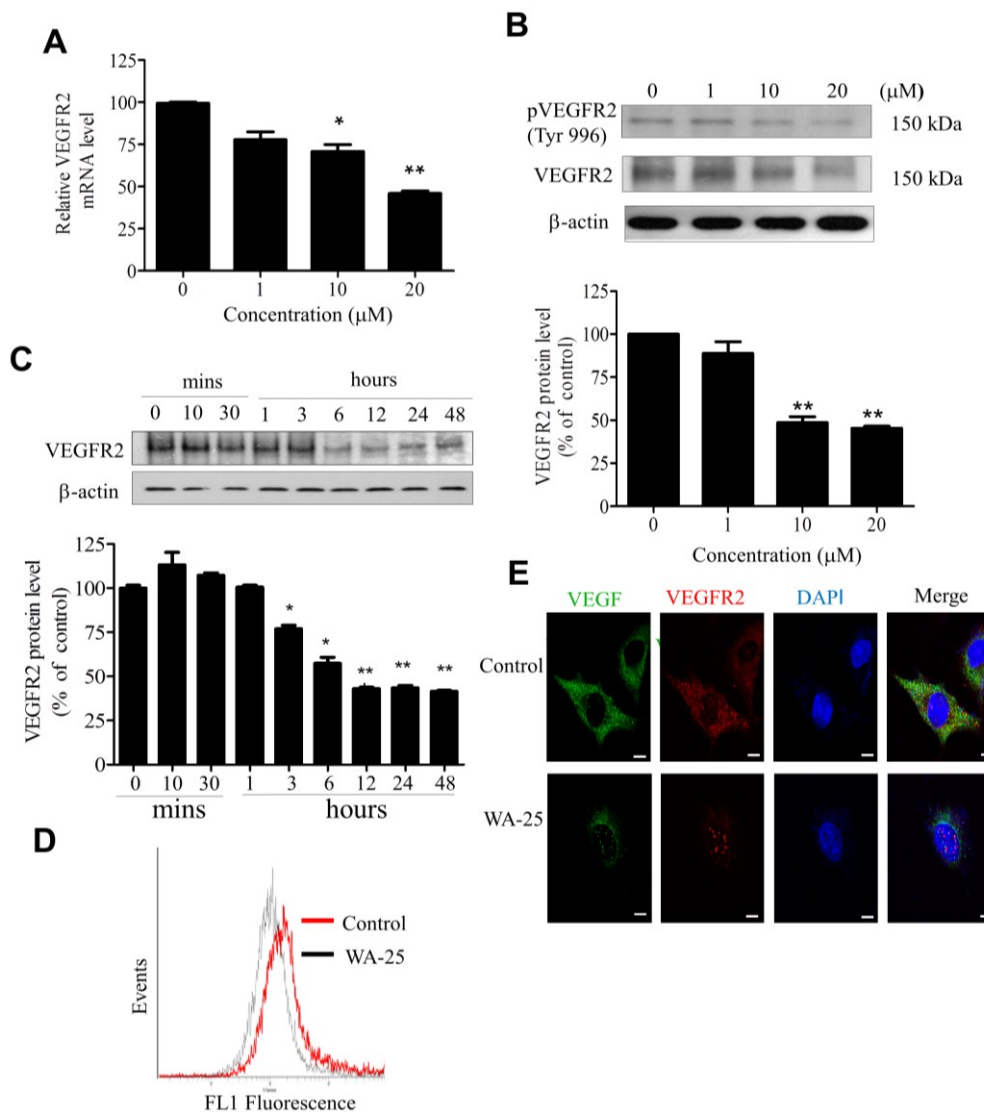 A
Relative VEGFR2
mRNA level
125
100
75
50
25
0
*
**
0 1 10 20
Concentration (μM)
B
0 1 10 20 (μM)
pVEGFR2
(Tyr 996)
150 kDa
VEGFR2
150 kDa
β-actin
VEGFR2 protein level
(% of control)
125
100
75
50
25
0
** **
0 1 10 20
Concentration (μM)
C
mins hours
0 10 30 1 3 6 12 24 48
VEGFR2
β-actin
VEGFR2 protein level
(% of control)
125
100
75
50
25
0
* * ** ** **
0 10 30 1 3 6 12 24 48
mins hours
D
Events
Control
WA-25
FL1 Fluorescence
E
VEGF VEGFR2 DAPI Merge
Control
WA-25